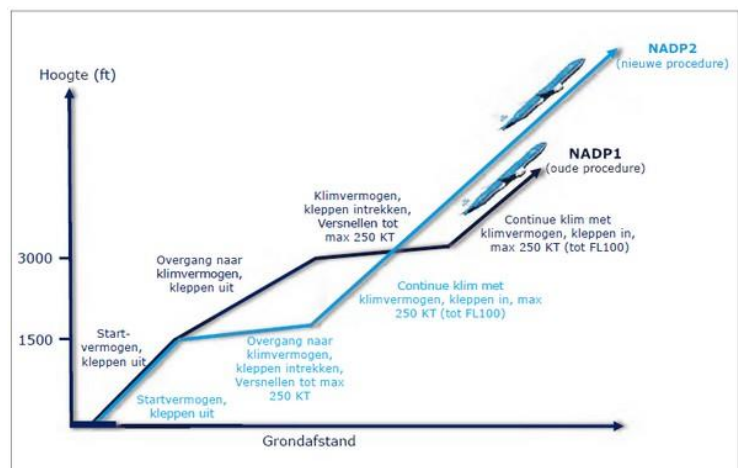 Hoogte (ft)
NADP2
(nieuwe procedure)
NADP1
(oude procedure)
Klimvermogen,
kleppen intrekken,
Versnellen tot
max 250 KT
Continue klim met
klimvermogen, kleppen in,
max 250 KT (tot FL100)
3000
Overgang naar
klimvermogen,
kleppen uit
Continue klim met
klimvermogen, kleppen in, max
250 KT (tot FL100)
1500
Start-
vermogen,
kleppen uit
Overgang naar
klimvermogen,
kleppen intrekken,
Versnellen tot max
250 KT
Startvermogen,
kleppen uit
Grondafstand